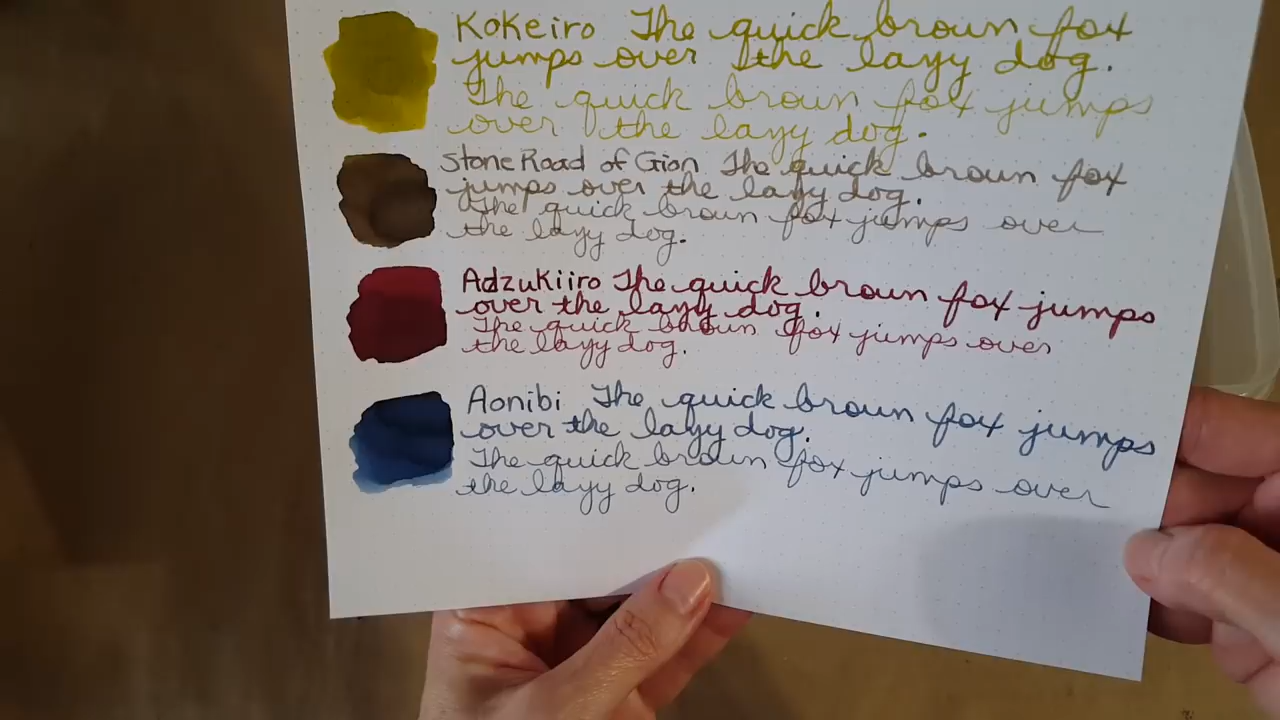 Kokeiro The quick brown fox
jumps over the lazy dog.
The quick brown fox jumps
over the lazy dog.
Stone Road of Gion The quick brown fox
jumps over the lazy dog.
The quick brown fox jumps over
the lazy dog.
Adzukiiro The quick brown fox jumps
over the lazy dog.
The quick brown fox jumps over
the lazy dog.
Aonibi The quick brown fox jumps
over the lazy dog.
The quick brown fox jumps over
the lazy dog.